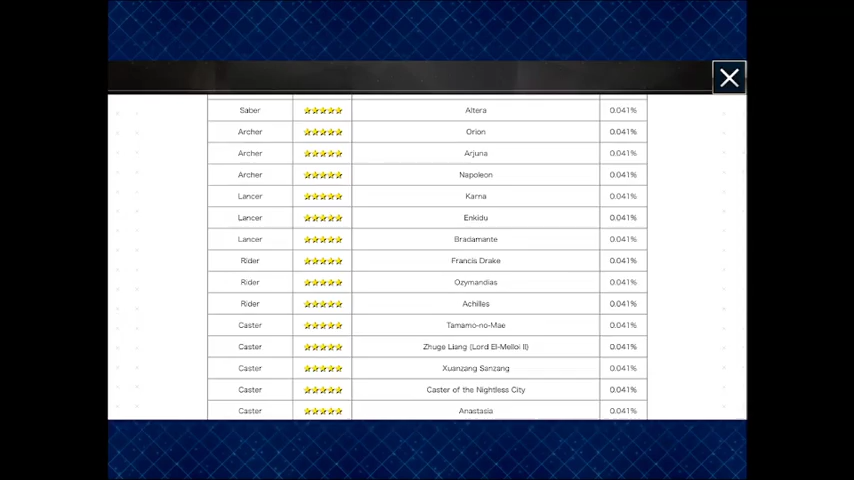 Saber ★★★★★ Altera 0.041%
Archer ★★★★★ Orion 0.041%
Archer ★★★★★ Arjuna 0.041%
Archer ★★★★★ Napoleon 0.041%
Lancer ★★★★★ Karna 0.041%
Lancer ★★★★★ Enkidu 0.041%
Lancer ★★★★★ Bradamante 0.041%
Rider ★★★★★ Francis Drake 0.041%
Rider ★★★★★ Ozymandias 0.041%
Rider ★★★★★ Achilles 0.041%
Caster ★★★★★ Tamamo-no-Mae 0.041%
Caster ★★★★★ Zhuge Liang (Lord El-Melloi II) 0.041%
Caster ★★★★★ Xuanzang Sanzang 0.041%
Caster ★★★★★ Caster of the Nightless City 0.041%
Caster ★★★★★ Anastasia 0.041%